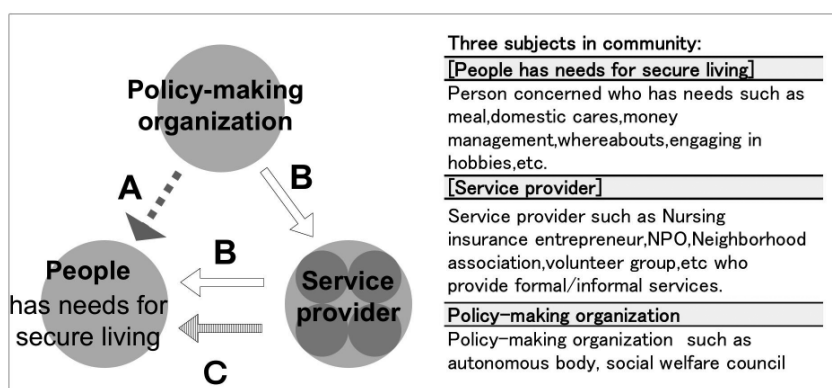 Policy-making
organization
A
B
B
People
has needs for
secure living
Service
provider
C
Three subjects in community:
[People has needs for secure living]
Person concerned who has needs such as
meal,domestic cares,money
management,whereabouts,engaging in
hobbies,etc.
[Service provider]
Service provider such as Nursing
insurance entrepreneur,NPO,Neighborhood
association,volunteer group,etc who
provide formal/informal services.
Policy-making organization
Policy-making organization such as
autonomous body, social welfare council